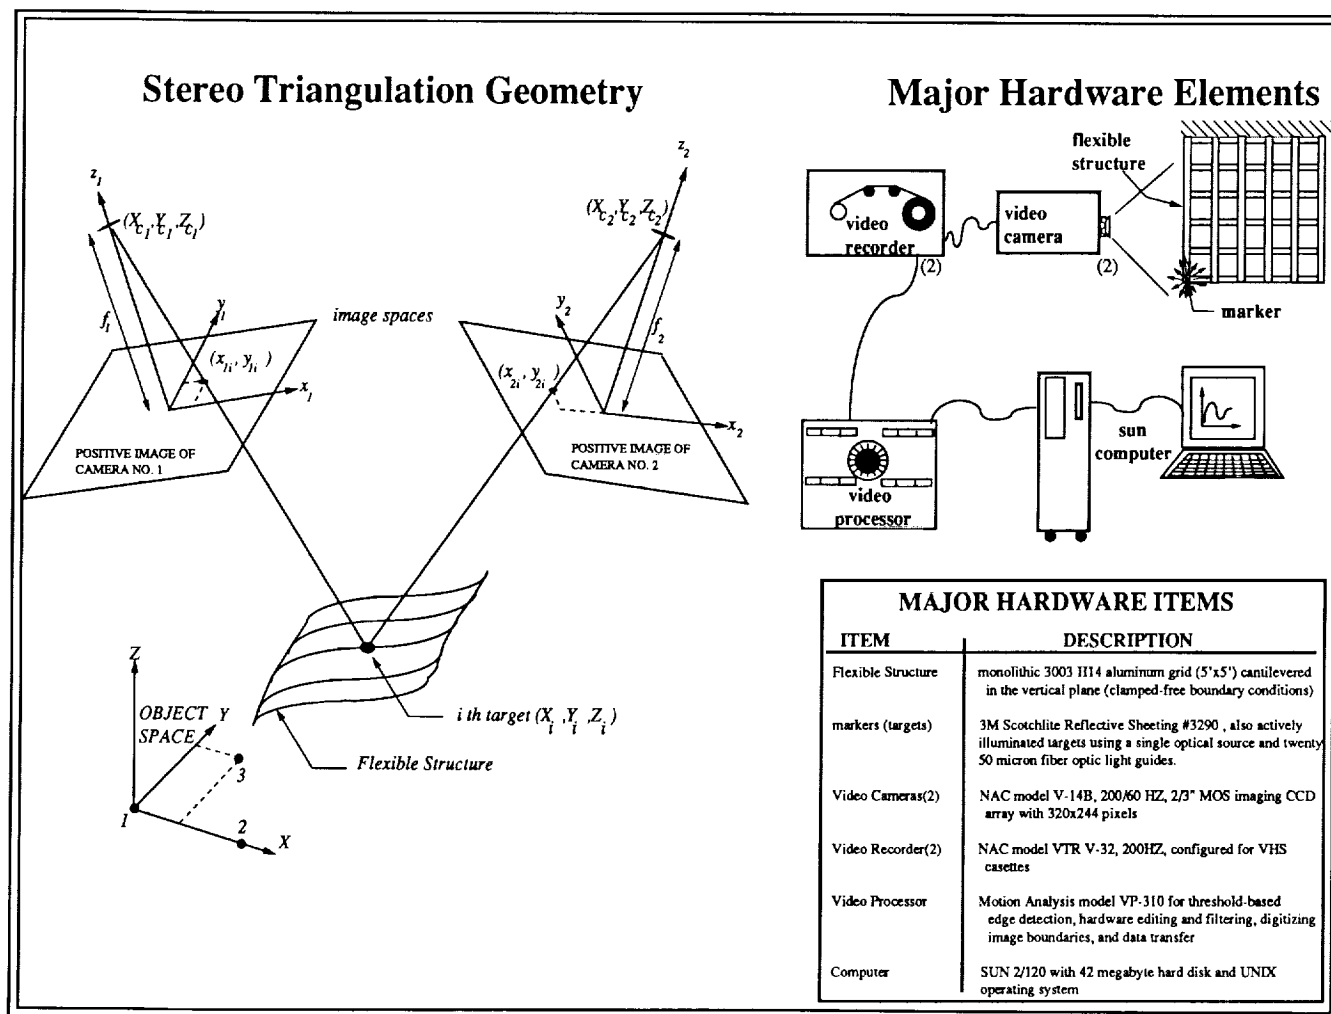 Stereo Triangulation Geometry
z1
(Xc1,Yc1,Zc1)
z2
(Xc2,Yc2,Zc2)
f1
y1
image spaces
y2
f2
(x1i, y1i)
x1
(x2i, y2i)
x2
POSITIVE IMAGE OF
CAMERA NO. 1
POSITIVE IMAGE OF
CAMERA NO. 2
Z
OBJECT
SPACE
Y
3
1
2
X
i th target (Xi ,Yi ,Zi)
Flexible Structure
Major Hardware Elements
flexible
structure
video
recorder
(2)
video
camera
(2)
marker
video
processor
sun
computer
MAJOR HARDWARE ITEMS
ITEM DESCRIPTION
Flexible Structure monolithic 3003 H14 aluminum grid (5'x5') cantilevered
in the vertical plane (clamped-free boundary conditions)
markers (targets) 3M Scotchlite Reflective Sheeting #3290 , also actively
illuminated targets using a single optical source and twenty
50 micron fiber optic light guides.
Video Cameras(2) NAC model V-14B, 200/60 HZ, 2/3" MOS imaging CCD
array with 320x244 pixels
Video Recorder(2) NAC model VTR V-32, 200HZ, configured for VHS
casettes
Video Processor Motion Analysis model VP-310 for threshold-based
edge detection, hardware editing and filtering, digitizing
image boundaries, and data transfer
Computer SUN 2/120 with 42 megabyte hard disk and UNIX
operating system